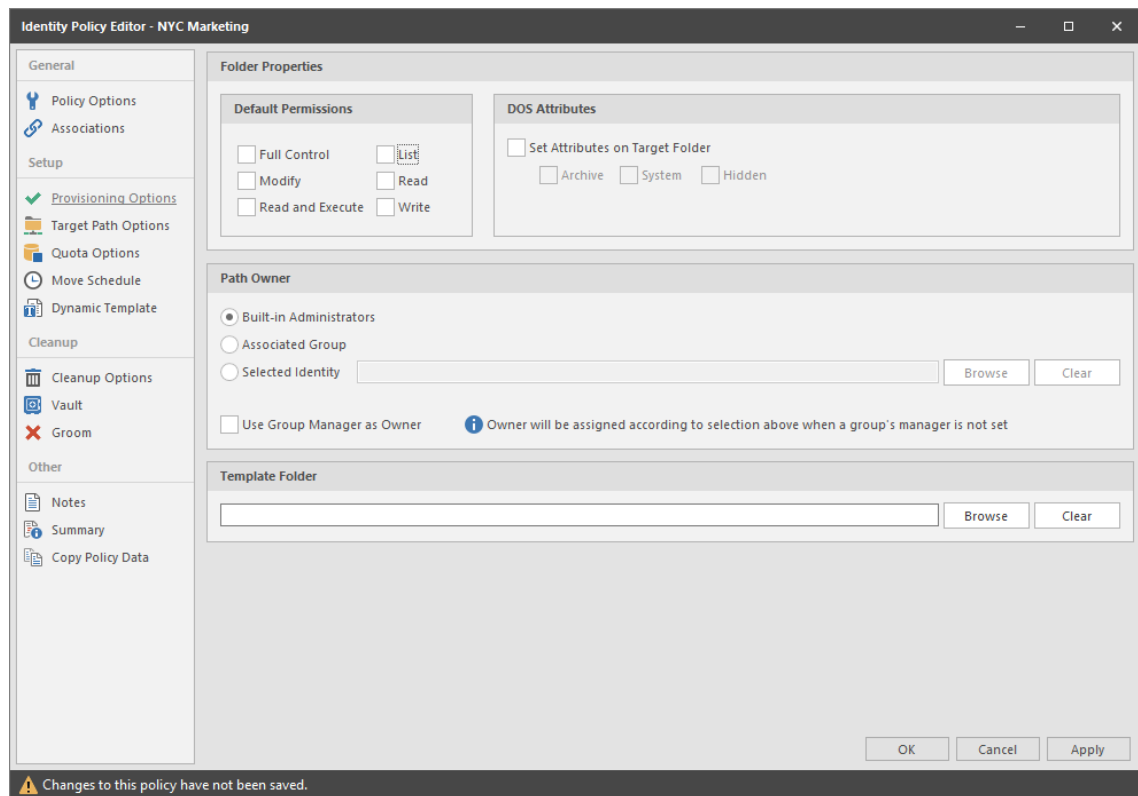 Identity Policy Editor - NYC Marketing
General
Policy Options
Associations
Setup
Provisioning Options
Target Path Options
Quota Options
Move Schedule
Dynamic Template
Cleanup
Cleanup Options
Vault
Groom
Other
Notes
Summary
Copy Policy Data
Folder Properties
Default Permissions
Full Control List
Modify Read
Read and Execute Write
DOS Attributes
Set Attributes on Target Folder
Archive System Hidden
Path Owner
Built-in Administrators
Associated Group
Selected Identity Browse Clear
Use Group Manager as Owner Owner will be assigned according to selection above when a group's manager is not set
Template Folder
Browse Clear
OK Cancel Apply
Changes to this policy have not been saved.